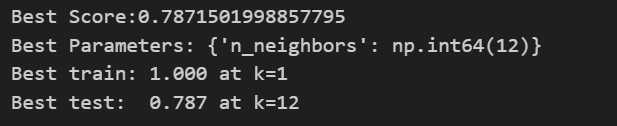 Best Score:0.7871501998857795
Best Parameters: {'n_neighbors': np.int64(12)}
Best train: 1.000 at k=1
Best test:  0.787 at k=12